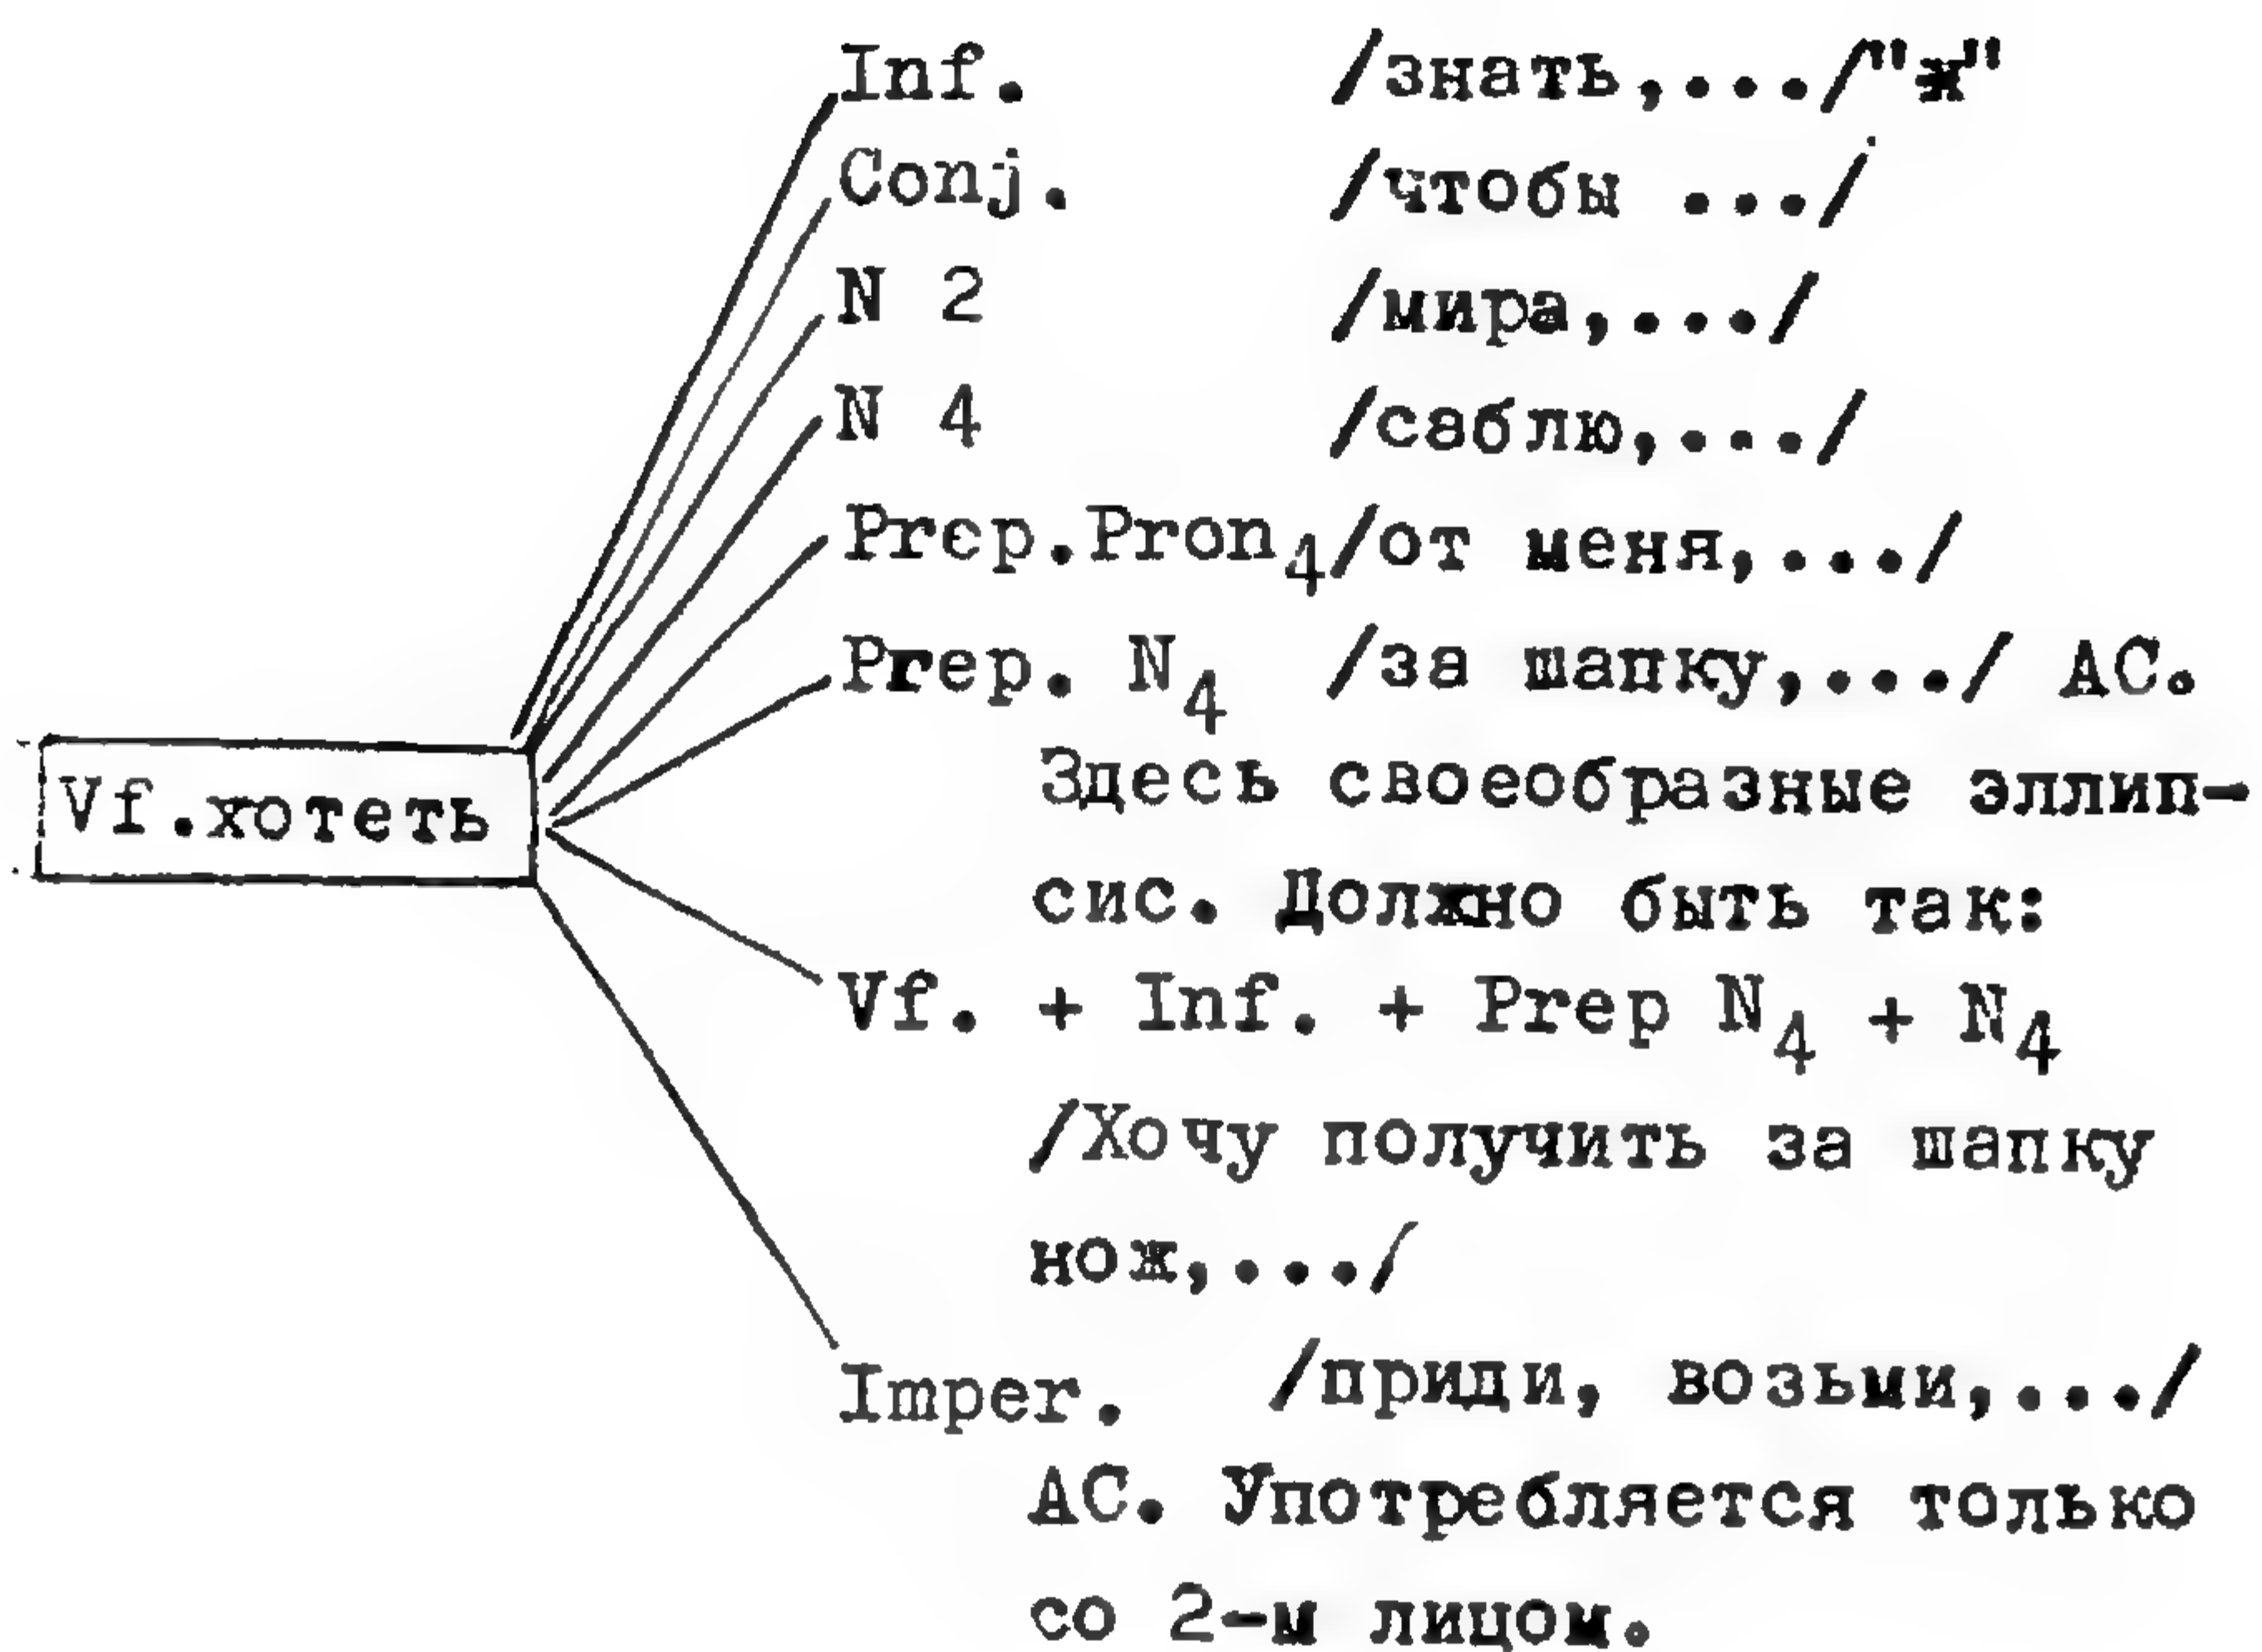 Inf. /знать,.../"ж"
Conj. /чтобы .../
N 2 /мира,.../
N 4 /саблю,.../
Prep.Pron₄/от меня,.../
Prep. N₄ /за шапку,.../ АС.
Vf.хотеть
Здесь своеобразные эллип-
сис. Должно быть так:
Vf. + Inf. + Prep N₄ + N₄
/Хочу получить за шапку
нож,.../
Imper. /приди, возьми,.../
АС. Употребляется только
со 2-м лицом.